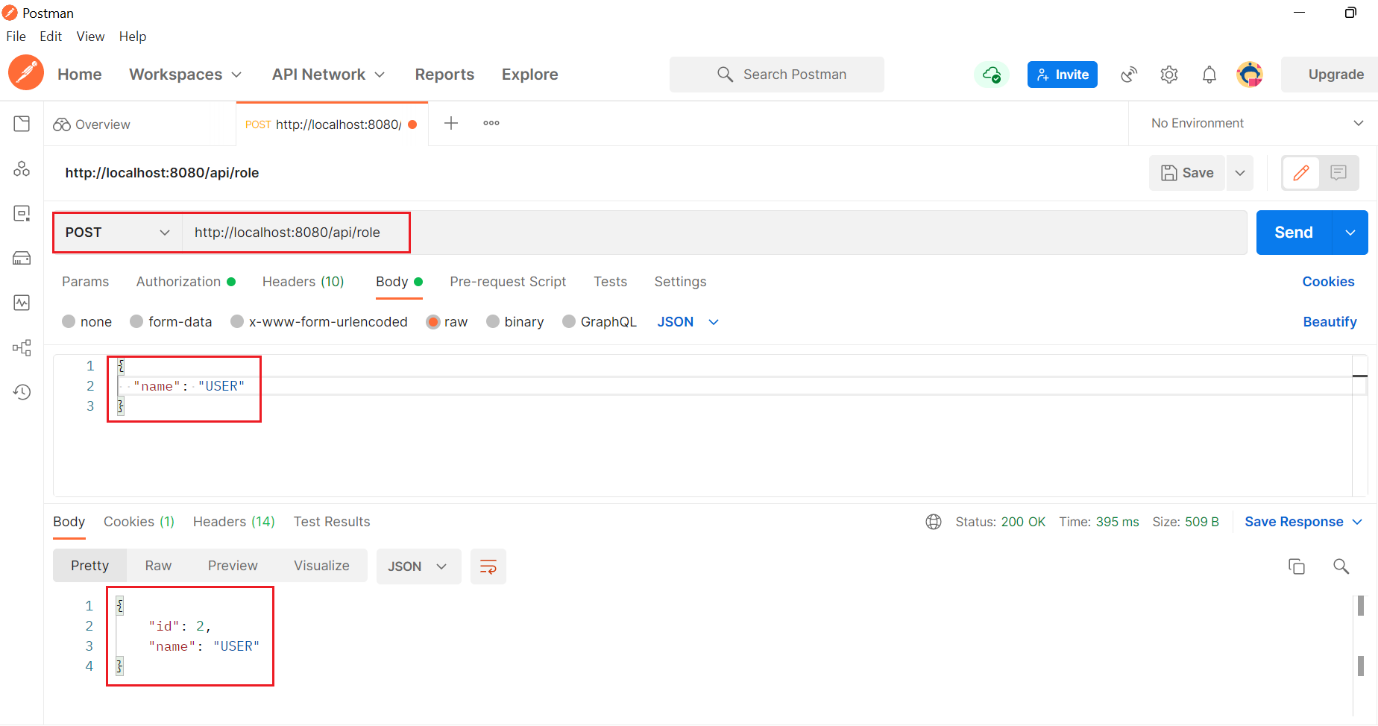 Postman
File Edit View Help
Home Workspaces API Network Reports Explore Search Postman Invite Upgrade
Overview POST http://localhost:8080/ No Environment
http://localhost:8080/api/role Save
POST http://localhost:8080/api/role Send
Params Authorization Headers (10) Body Pre-request Script Tests Settings Cookies
none form-data x-www-form-urlencoded raw binary GraphQL JSON Beautify
1 {
2 "name": "USER"
3 }
Body Cookies (1) Headers (14) Test Results Status: 200 OK Time: 395 ms Size: 509 B Save Response
Pretty Raw Preview Visualize JSON
1 {
2 "id": 2,
3 "name": "USER"
4 }